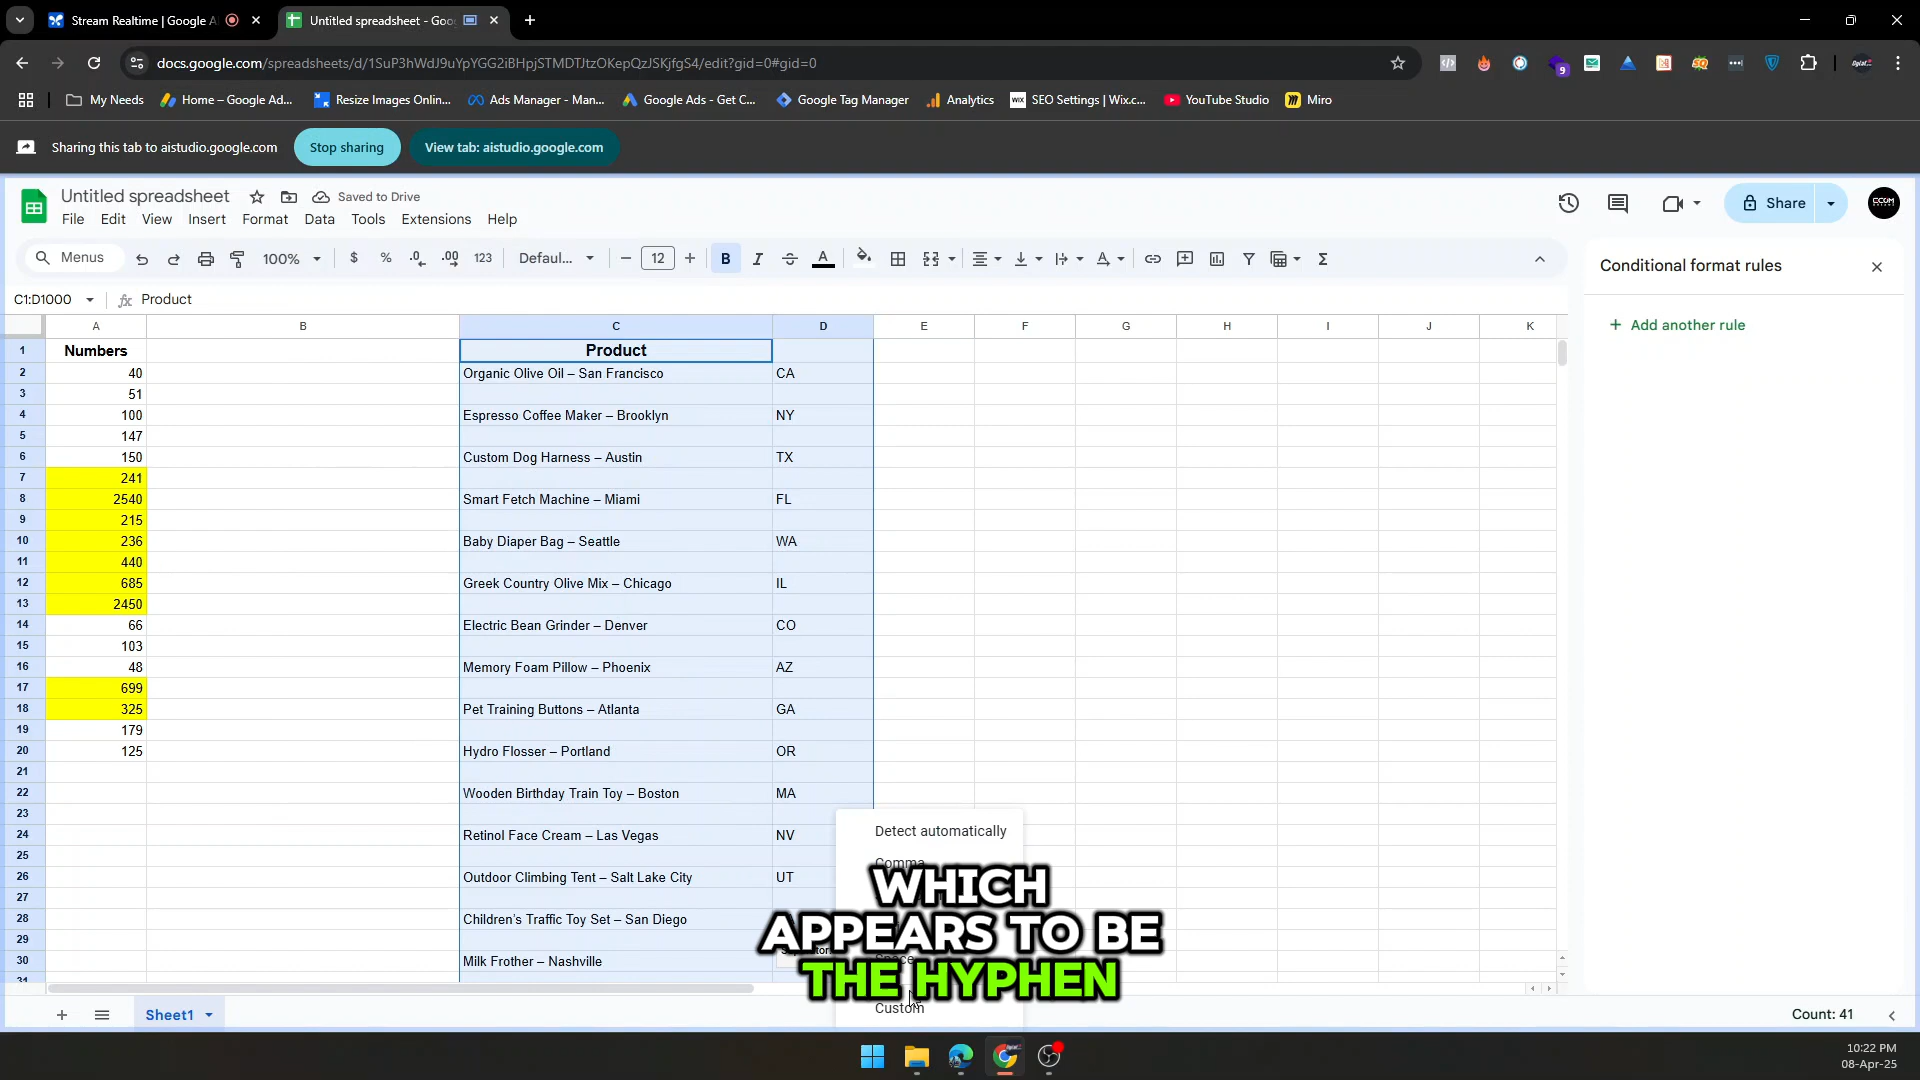 Stream Realtime | Google A
Untitled spreadsheet - Goo
docs.google.com/spreadsheets/d/1SuP3hWdJ9uYpYGG2iBHpjSTMDTJtzOKepQzJSKjfgS4/edit?gid=0#gid=0
9
My Needs
Home – Google Ad...
Resize Images Onlin...
Ads Manager - Man...
Google Ads - Get C...
Google Tag Manager
Analytics
SEO Settings | Wix.c...
YouTube Studio
Miro
Sharing this tab to aistudio.google.com
Stop sharing
View tab: aistudio.google.com
Untitled spreadsheet
Saved to Drive
Share
File Edit View Insert Format Data Tools Extensions Help
Menus
100%
$ % .0 .00 123
Defaul...
12
B
Conditional format rules
C1:D1000
fx Product
Add another rule
A B C D E F G H I J K
1 Numbers Product
2 40 Organic Olive Oil – San Francisco CA
3 51
4 100 Espresso Coffee Maker – Brooklyn NY
5 147
6 150 Custom Dog Harness – Austin TX
7 241
8 2540 Smart Fetch Machine – Miami FL
9 215
10 236 Baby Diaper Bag – Seattle WA
11 440
12 685 Greek Country Olive Mix – Chicago IL
13 2450
14 66 Electric Bean Grinder – Denver CO
15 103
16 48 Memory Foam Pillow – Phoenix AZ
17 699
18 325 Pet Training Buttons – Atlanta GA
19 179
20 125 Hydro Flosser – Portland OR
21
22 Wooden Birthday Train Toy – Boston MA
23
24 Retinol Face Cream – Las Vegas NV
25
26 Outdoor Climbing Tent – Salt Lake City UT
27
28 Children's Traffic Toy Set – San Diego
29
30 Milk Frother – Nashville
31
Detect automatically
Comma
Space
Custom
WHICH
APPEARS TO BE
THE HYPHEN
Sheet1
Count: 41
10:22 PM
08-Apr-25